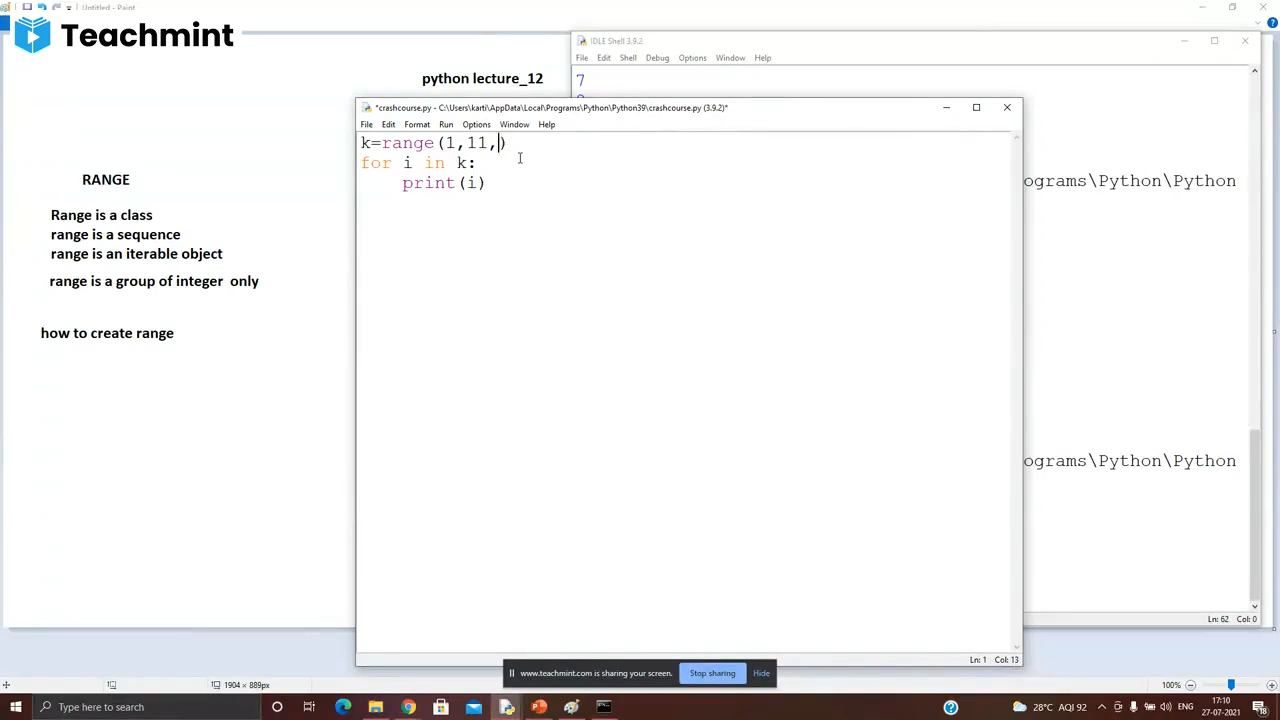 Untitled - Paint
Teachmint
python lecture_12
RANGE
Range is a class
range is a sequence
range is an iterable object
range is a group of integer only
how to create range
IDLE Shell 3.9.2
File Edit Shell Debug Options Window Help
7
*crashcourse.py - C:\Users\karti\AppData\Local\Programs\Python\Python39\crashcourse.py (3.9.2)*
File Edit Format Run Options Window Help
k=range(1,11,)
for i in k:
print(i)
ograms\Python\Python
ograms\Python\Python
Ln: 62 Col: 0
Ln: 1 Col: 13
www.teachmint.com is sharing your screen. Stop sharing Hide
1904 × 889px
100%
Type here to search
28°C AQI 92
ENG
17:10
27-07-2021